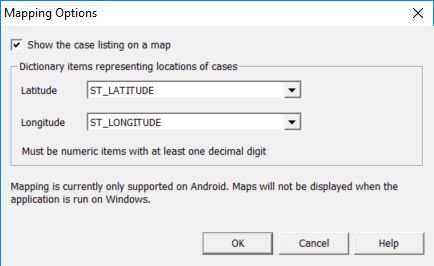 Mapping Options
Show the case listing on a map
Dictionary items representing locations of cases
Latitude ST_LATITUDE
Longitude ST_LONGITUDE
Must be numeric items with at least one decimal digit
Mapping is currently only supported on Android. Maps will not be displayed when the
application is run on Windows.
OK Cancel Help